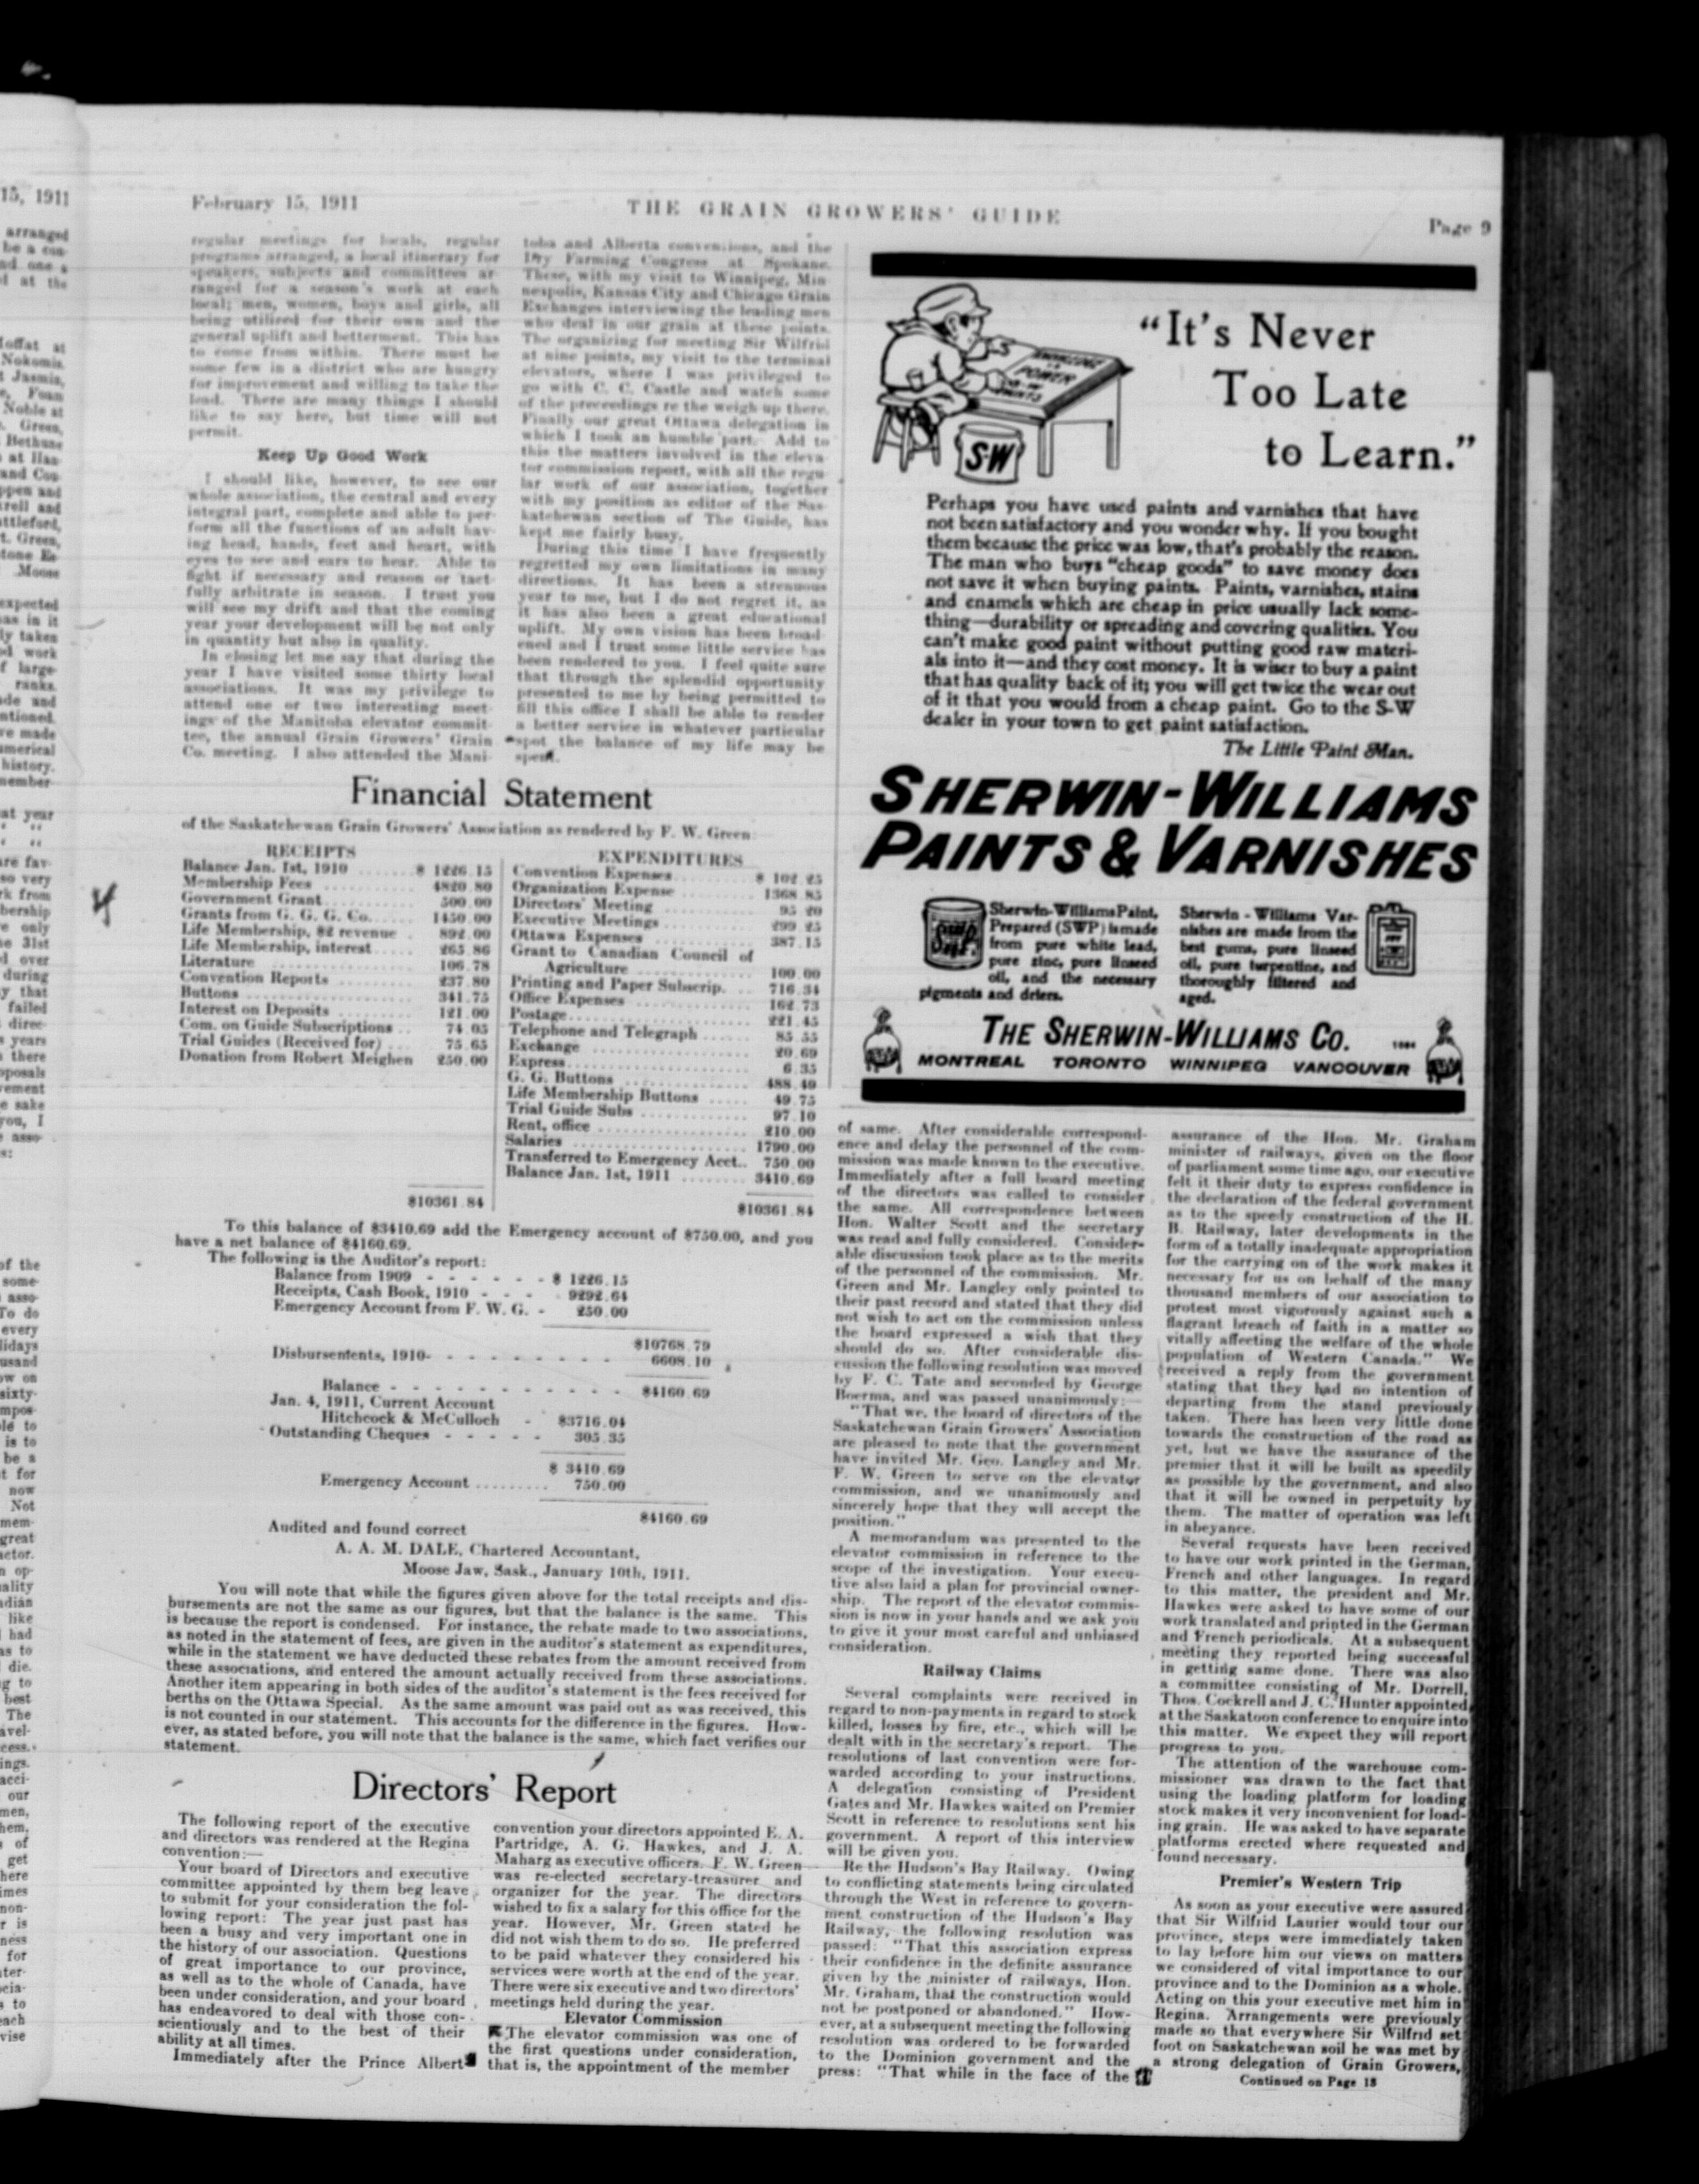 February 15, 1911
THE GRAIN GROWERS' GUIDE
Page 9
regular meetings for locals, regular
programs arranged, a local itinerary for
speakers, subjects and committees ar-
ranged for a season's work at each
local; men, women, boys and girls, all
being utilized for their own and the
general uplift and betterment. This has
to come from within. There must be
some few in a district who are hungry
for improvement and willing to take the
lead. There are many things I should
like to say here, but time will not
permit.
Keep Up Good Work
I should like, however, to see our
whole association, the central and every
integral part, complete and able to per-
form all the functions of an adult hav-
ing head, hands, feet and heart, with
eyes to see and ears to hear. Able to
fight if necessary and reason or tact-
fully arbitrate in season. I trust you
will see my drift and that the coming
year your development will be not only
in quantity but also in quality.
In closing let me say that during the
year I have visited some thirty local
associations. It was my privilege to
attend one or two interesting meet-
ings of the Manitoba elevator commit-
tee, the annual Grain Growers' Grain
Co. meeting. I also attended the Mani-
toba and Alberta conventions, and the
Dry Farming Congress at Spokane.
These, with my visit to Winnipeg, Min-
neapolis, Kansas City and Chicago Grain
Exchanges interviewing the leading men
who deal in our grain at these points.
The organizing for meeting Sir Wilfrid
at nine points, my visit to the terminal
elevators, where I was privileged to
go with C. C. Castle and watch some
of the proceedings re the weigh-up there.
Finally our great Ottawa delegation in
which I took an humble part. Add to
this the matters involved in the eleva-
tor commission report, with all the regu-
lar work of our association, together
with my position as editor of the Sas-
katchewan section of The Guide, has
kept me fairly busy.
During this time I have frequently
regretted my own limitations in many
directions. It has been a strenuous
year to me, but I do not regret it, as
it has also been a great educational
uplift. My own vision has been broad-
ened and I trust some little service has
been rendered to you. I feel quite sure
that through the splendid opportunity
presented to me by being permitted to
fill this office I shall be able to render
a better service in whatever particular
spot the balance of my life may be
spent.
Financial Statement
of the Saskatchewan Grain Growers' Association as rendered by F. W. Green:
RECEIPTS
Balance Jan. 1st, 1910 ...... $ 1226.15
Membership Fees ...... 4820.80
Government Grant ...... 500.00
Grants from G. G. G. Co. ...... 1450.00
Life Membership, $2 revenue .. 892.00
Life Membership, interest ..... 265.86
Literature ...... 106.78
Convention Reports ...... 237.80
Buttons ...... 341.75
Interest on Deposits ...... 121.00
Com. on Guide Subscriptions .. 74.05
Trial Guides (Received for) ... 75.65
Donation from Robert Meighen 250.00
$10361.84
EXPENDITURES
Convention Expenses ...... $ 102.25
Organization Expense ...... 1368.85
Directors' Meeting ...... 95.20
Executive Meetings ...... 299.25
Ottawa Expenses ...... 387.15
Grant to Canadian Council of
Agriculture ...... 100.00
Printing and Paper Subscrip. ... 716.34
Office Expenses ...... 162.73
Postage ...... 221.45
Telephone and Telegraph ...... 85.55
Exchange ...... 20.69
Express ...... 6.35
G. G. Buttons ...... 488.40
Life Membership Buttons ..... 49.75
Trial Guide Subs ...... 97.10
Rent, office ...... 210.00
Salaries ...... 1790.00
Transferred to Emergency Acct.. 750.00
Balance Jan. 1st, 1911 ...... 3410.69
$10361.84
To this balance of $3410.69 add the Emergency account of $750.00, and you
have a net balance of $4160.69.
The following is the Auditor's report:
Balance from 1909 - - - - - - $ 1226.15
Receipts, Cash Book, 1910 - - - - 9292.64
Emergency Account from F. W. G. - 250.00
$10768.79
Disbursements, 1910- - - - - - - - - 6608.10
Balance - - - - - - - - - - $4160.69
Jan. 4, 1911, Current Account
Hitchcock & McCulloch - $3716.04
Outstanding Cheques - - - - - 305.35
$ 3410.69
Emergency Account ......... 750.00
$4160.69
Audited and found correct
A. A. M. DALE, Chartered Accountant,
Moose Jaw, Sask., January 10th, 1911.
You will note that while the figures given above for the total receipts and dis-
bursements are not the same as our figures, but that the balance is the same. This
is because the report is condensed. For instance, the rebate made to two associations,
as noted in the statement of fees, are given in the auditor's statement as expenditures,
while in the statement we have deducted these rebates from the amount received from
these associations, and entered the amount actually received from these associations.
Another item appearing in both sides of the auditor's statement is the fees received for
berths on the Ottawa Special. As the same amount was paid out as was received, this
is not counted in our statement. This accounts for the difference in the figures. How-
ever, as stated before, you will note that the balance is the same, which fact verifies our
statement.
Directors' Report
The following report of the executive
and directors was rendered at the Regina
convention:—
Your board of Directors and executive
committee appointed by them beg leave
to submit for your consideration the fol-
lowing report: The year just past has
been a busy and very important one in
the history of our association. Questions
of great importance to our province,
as well as to the whole of Canada, have
been under consideration, and your board
has endeavored to deal with those con-
scientiously and to the best of their
ability at all times.
Immediately after the Prince Albert
convention your directors appointed E. A.
Partridge, A. G. Hawkes, and J. A.
Maharg as executive officers. F. W. Green
was re-elected secretary-treasurer and
organizer for the year. The directors
wished to fix a salary for this office for the
year. However, Mr. Green stated he
did not wish them to do so. He preferred
to be paid whatever they considered his
services were worth at the end of the year.
There were six executive and two directors'
meetings held during the year.
Elevator Commission
The elevator commission was one of
the first questions under consideration,
that is, the appointment of the member
"It's Never
Too Late
to Learn."
KNOWLEDGE IS POWER
S-W PAINTS
S-W
Perhaps you have used paints and varnishes that have
not been satisfactory and you wonder why. If you bought
them because the price was low, that's probably the reason.
The man who buys "cheap goods" to save money does
not save it when buying paints. Paints, varnishes, stains
and enamels which are cheap in price usually lack some-
thing—durability or spreading and covering qualities. You
can't make good paint without putting good raw materi-
als into it—and they cost money. It is wiser to buy a paint
that has quality back of it; you will get twice the wear out
of it that you would from a cheap paint. Go to the S-W
dealer in your town to get paint satisfaction.
The Little Paint Man.
SHERWIN-WILLIAMS
PAINTS & VARNISHES
Sherwin-Williams Paint,
Prepared (SWP) is made
from pure white lead,
pure zinc, pure linseed
oil, and the necessary
pigments and driers.
Sherwin-Williams Var-
nishes are made from the
best gums, pure linseed
oil, pure turpentine, and
thoroughly filtered and
aged.
THE SHERWIN-WILLIAMS CO.
MONTREAL TORONTO WINNIPEG VANCOUVER
of same. After considerable correspond-
ence and delay the personnel of the com-
mission was made known to the executive.
Immediately after a full board meeting
of the directors was called to consider
the same. All correspondence between
Hon. Walter Scott and the secretary
was read and fully considered. Consider-
able discussion took place as to the merits
of the personnel of the commission. Mr.
Green and Mr. Langley only pointed to
their past record and stated that they did
not wish to act on the commission unless
the board expressed a wish that they
should do so. After considerable dis-
cussion the following resolution was moved
by F. C. Tate and seconded by George
Boerma, and was passed unanimously:—
"That we, the board of directors of the
Saskatchewan Grain Growers' Association
are pleased to note that the government
have invited Mr. Geo. Langley and Mr.
F. W. Green to serve on the elevator
commission, and we unanimously and
sincerely hope that they will accept the
position."
A memorandum was presented to the
elevator commission in reference to the
scope of the investigation. Your execu-
tive also laid a plan for provincial owner-
ship. The report of the elevator commis-
sion is now in your hands and we ask you
to give it your most careful and unbiased
consideration.
Railway Claims
Several complaints were received in
regard to non-payments in regard to stock
killed, losses by fire, etc., which will be
dealt with in the secretary's report. The
resolutions of last convention were for-
warded according to your instructions.
A delegation consisting of President
Gates and Mr. Hawkes waited on Premier
Scott in reference to resolutions sent his
government. A report of this interview
will be given you.
Re the Hudson's Bay Railway. Owing
to conflicting statements being circulated
through the West in reference to govern-
ment construction of the Hudson's Bay
Railway, the following resolution was
passed: "That this association express
their confidence in the definite assurance
given by the minister of railways, Hon.
Mr. Graham, that the construction would
not be postponed or abandoned." How-
ever, at a subsequent meeting the following
resolution was ordered to be forwarded
to the Dominion government and the
press: "That while in the face of the
assurance of the Hon. Mr. Graham
minister of railways, given on the floor
of parliament some time ago, our executive
felt it their duty to express confidence in
the declaration of the federal government
as to the speedy construction of the H.
B. Railway, later developments in the
form of a totally inadequate appropriation
for the carrying on of the work makes it
necessary for us on behalf of the many
thousand members of our association to
protest most vigorously against such a
flagrant breach of faith in a matter so
vitally affecting the welfare of the whole
population of Western Canada." We
received a reply from the government
stating that they had no intention of
departing from the stand previously
taken. There has been very little done
towards the construction of the road as
yet, but we have the assurance of the
premier that it will be built as speedily
as possible by the government, and also
that it will be owned in perpetuity by
them. The matter of operation was left
in abeyance.
Several requests have been received
to have our work printed in the German,
French and other languages. In regard
to this matter, the president and Mr.
Hawkes were asked to have some of our
work translated and printed in the German
and French periodicals. At a subsequent
meeting they reported being successful
in getting same done. There was also
a committee consisting of Mr. Dorrell,
Thos. Cockrell and J. C. Hunter appointed
at the Saskatoon conference to enquire into
this matter. We expect they will report
progress to you.
The attention of the warehouse com-
missioner was drawn to the fact that
using the loading platform for loading
stock makes it very inconvenient for load-
ing grain. He was asked to have separate
platforms erected where requested and
found necessary.
Premier's Western Trip
As soon as your executive were assured
that Sir Wilfrid Laurier would tour our
province, steps were immediately taken
to lay before him our views on matters
we considered of vital importance to our
province and to the Dominion as a whole.
Acting on this your executive met him in
Regina. Arrangements were previously
made so that everywhere Sir Wilfrid set
foot on Saskatchewan soil he was met by
a strong delegation of Grain Growers,
Continued on Page 18